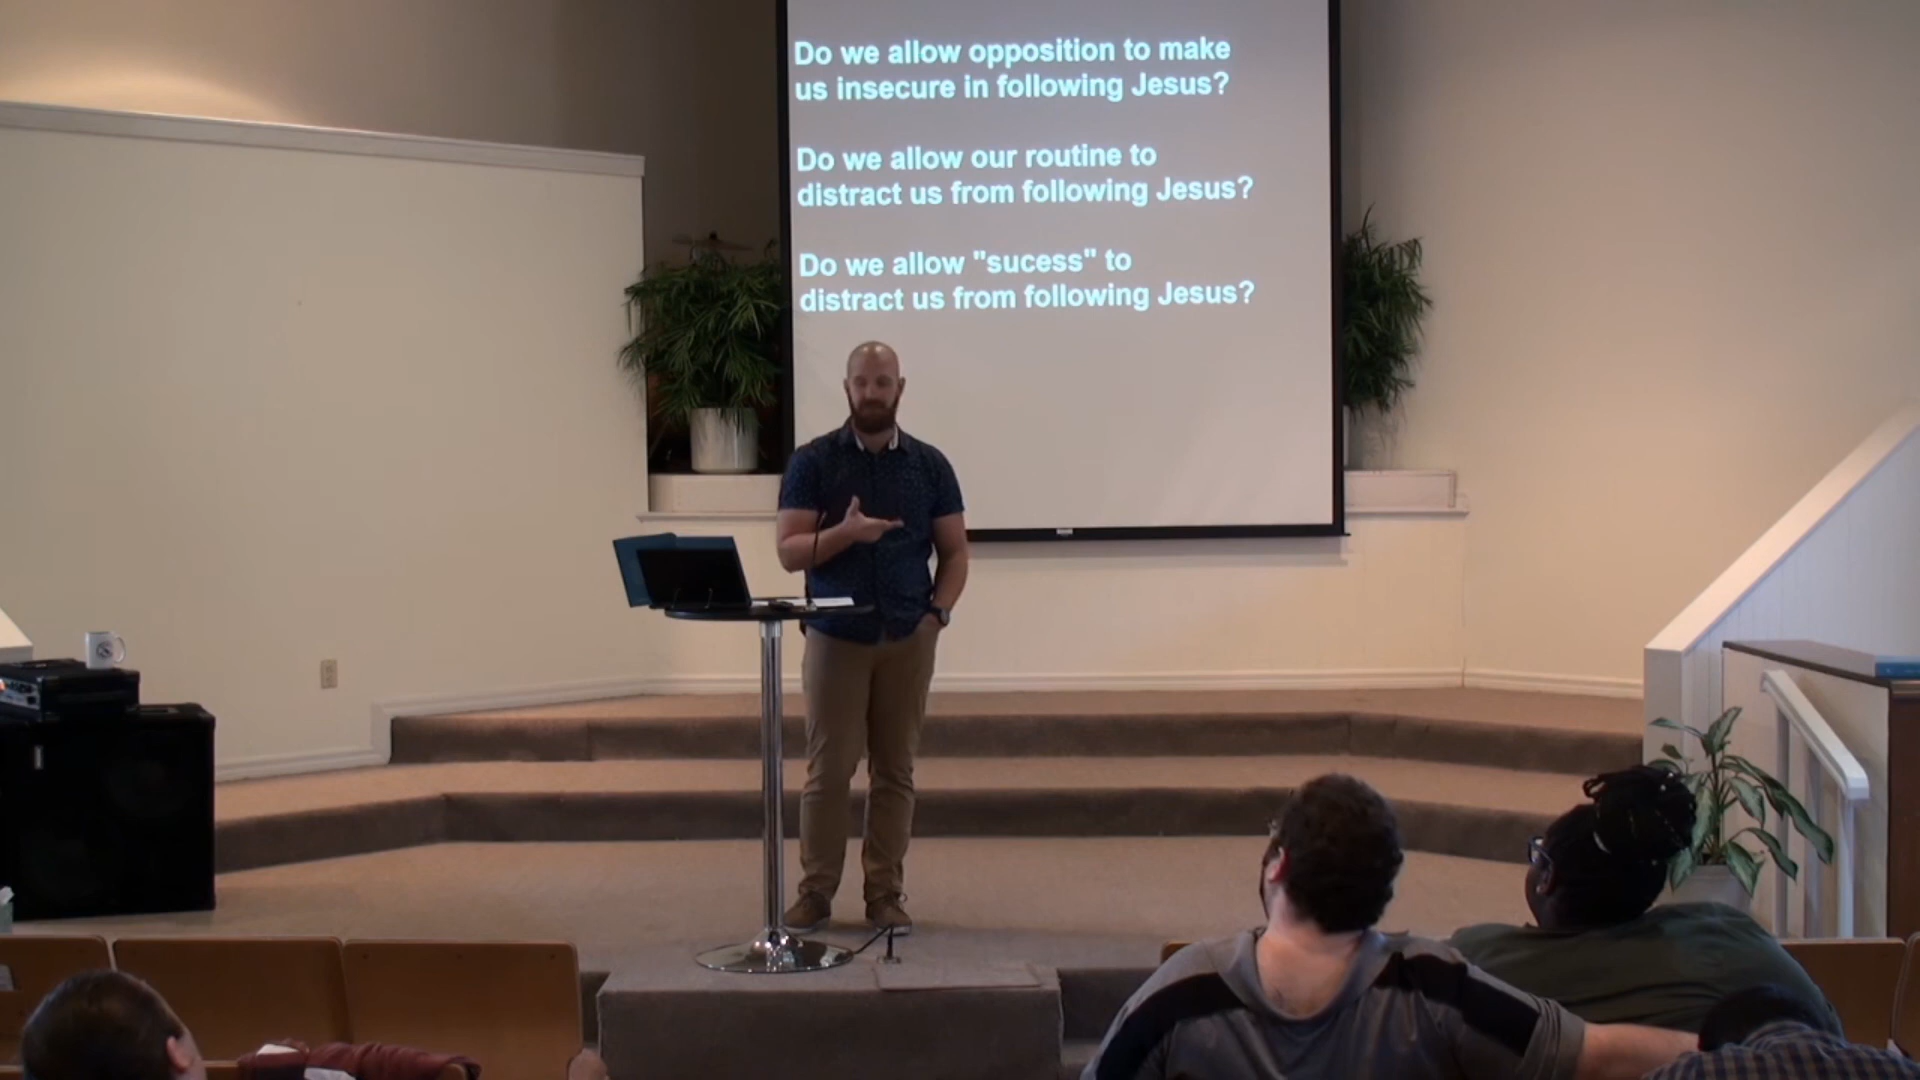 Do we allow opposition to make
us insecure in following Jesus?
Do we allow our routine to
distract us from following Jesus?
Do we allow "sucess" to
distract us from following Jesus?